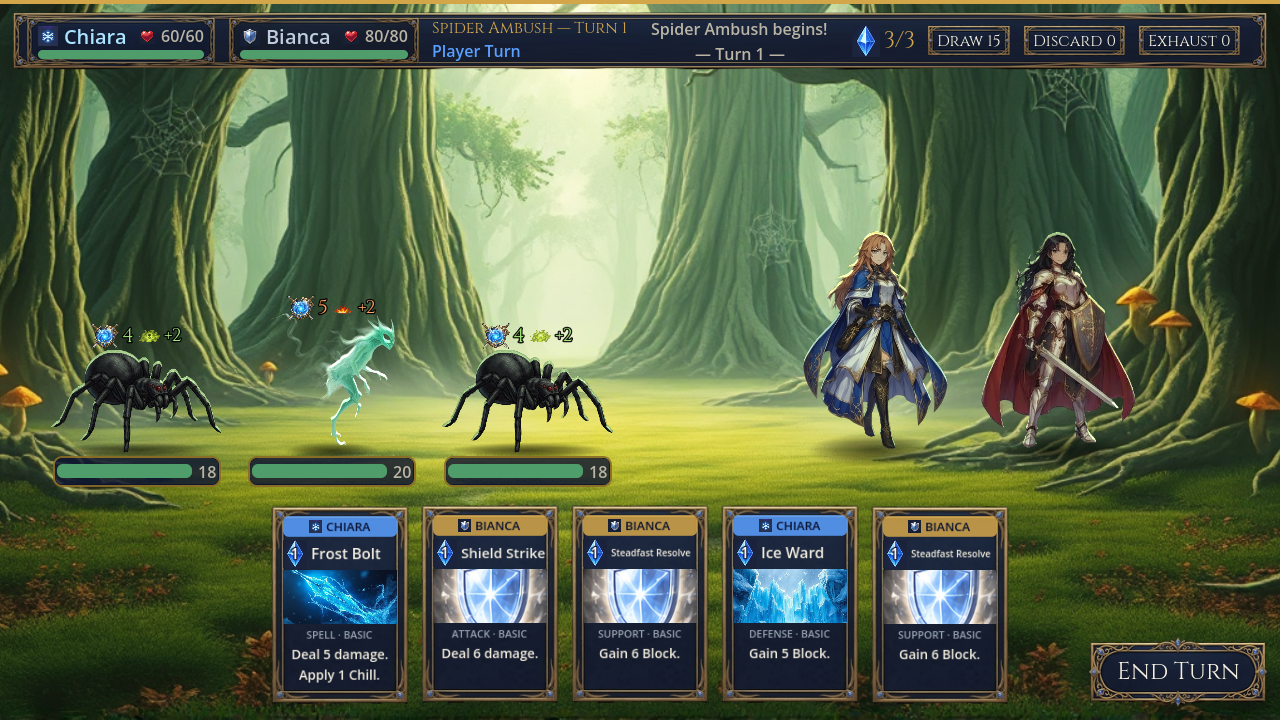 Chiara 60/60
Bianca 80/80
Spider Ambush — Turn 1
Player Turn
Spider Ambush begins!
— Turn 1 —
3/3
Draw 15
Discard 0
Exhaust 0
5 +2
4 +2
4 +2
18
20
18
CHIARA
1 Frost Bolt
SPELL · BASIC
Deal 5 damage.
Apply 1 Chill.
BIANCA
1 Shield Strike
ATTACK · BASIC
Deal 6 damage.
BIANCA
1 Steadfast Resolve
SUPPORT · BASIC
Gain 6 Block.
CHIARA
1 Ice Ward
DEFENSE · BASIC
Gain 5 Block.
BIANCA
1 Steadfast Resolve
SUPPORT · BASIC
Gain 6 Block.
End Turn